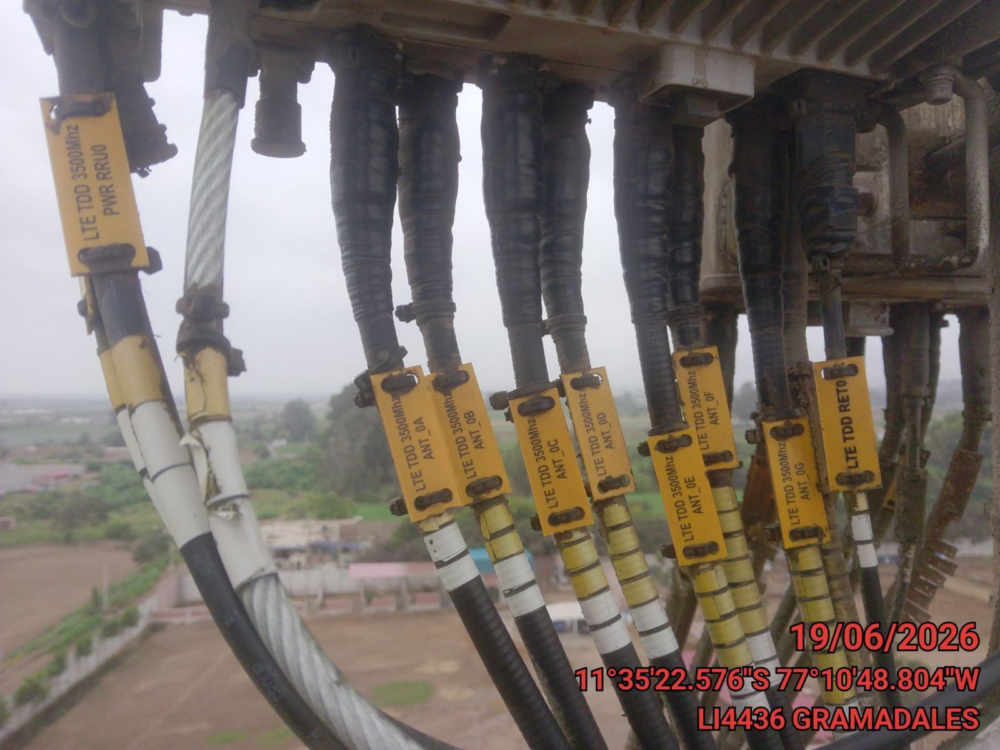 LTE TDD 3500Mhz
PWR RRU0
LTE TDD 3500Mhz
ANT_0A
LTE TDD 3500Mhz
ANT_0B
LTE TDD 3500Mhz
ANT_0C
LTE TDD 3500Mhz
ANT_0D
LTE TDD 3500Mhz
ANT_0E
LTE TDD 3500Mhz
ANT_0F
LTE TDD 3500Mhz
ANT_0G
LTE TDD RET0
19/06/2026
11°35'22.576"S 77°10'48.804"W
LI4436 GRAMADALES